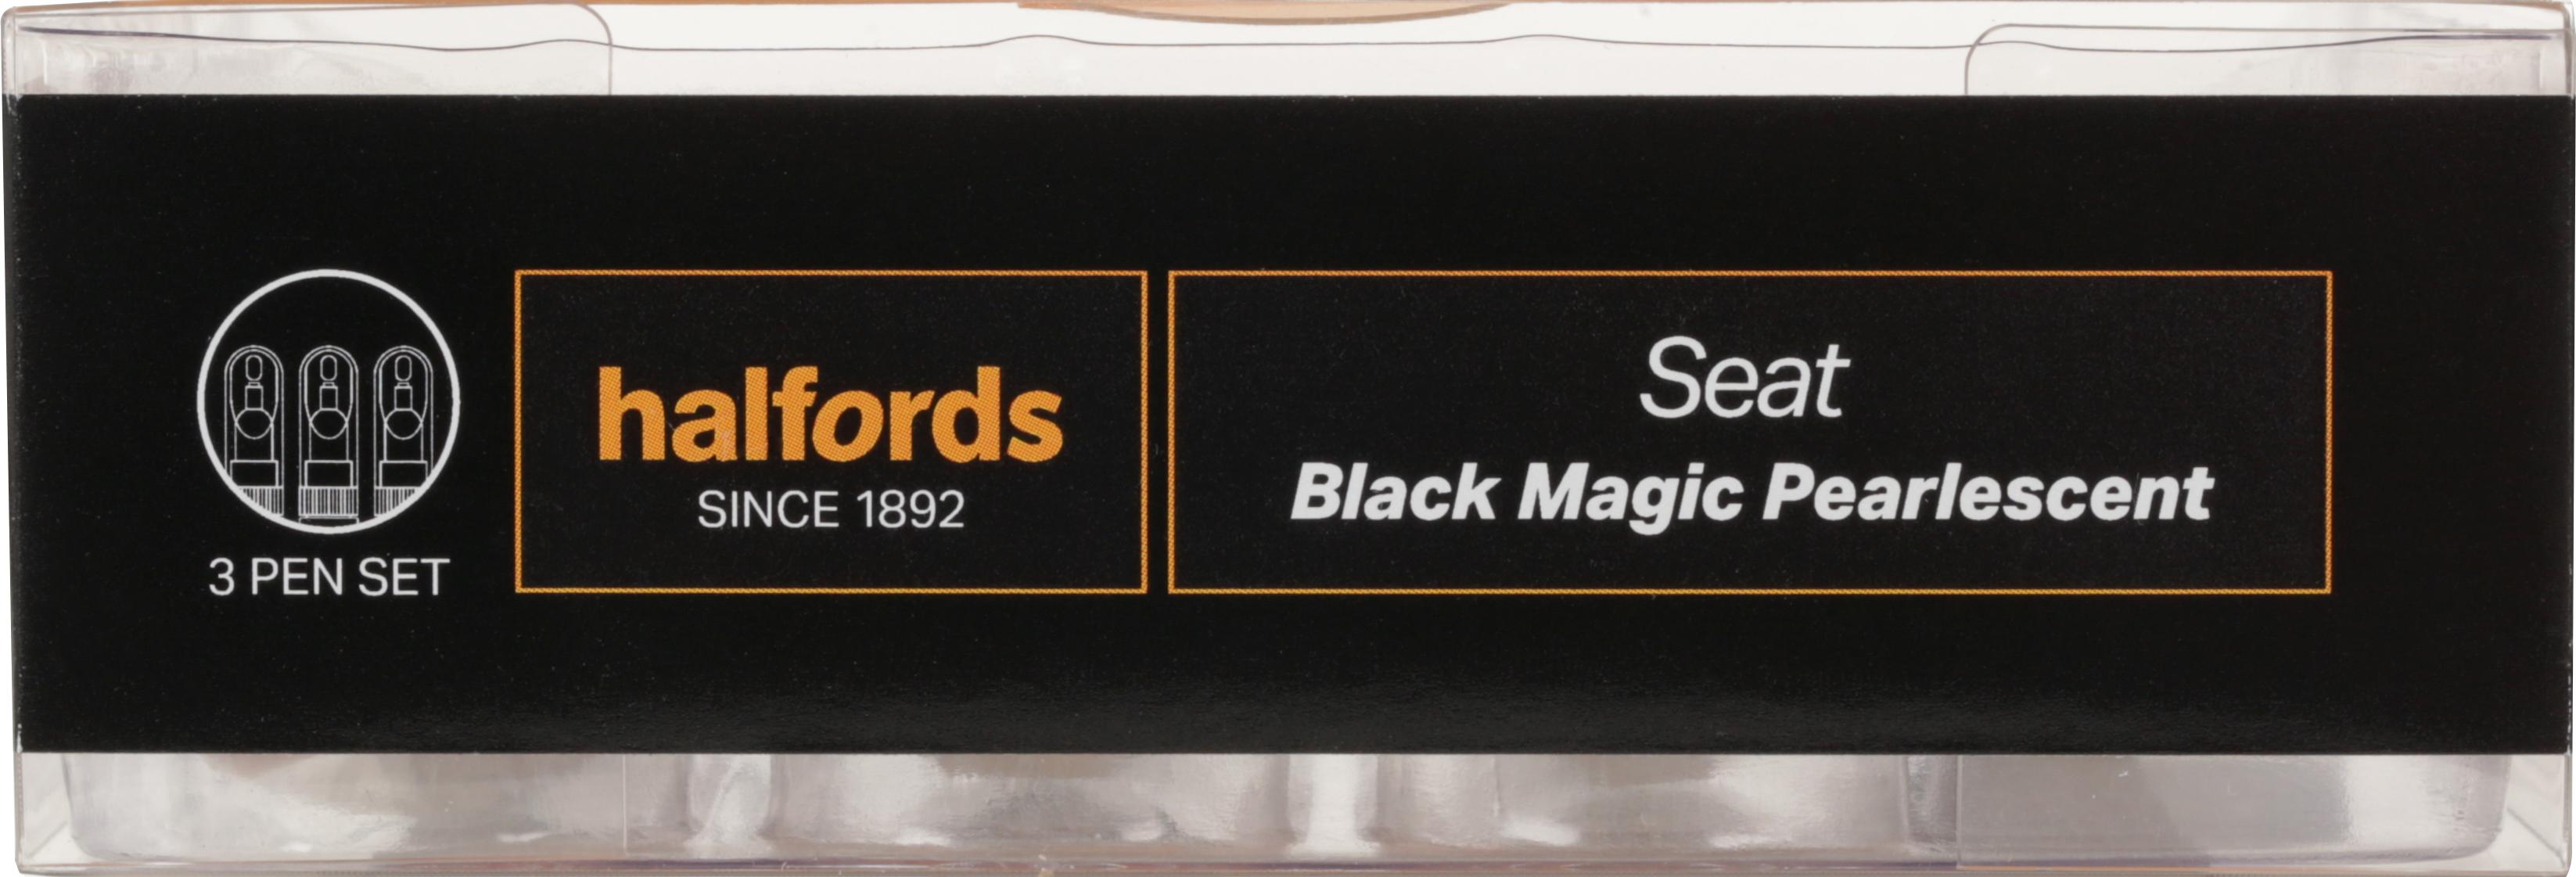 3 PEN SET
halfords
SINCE 1892
Seat
Black Magic Pearlescent